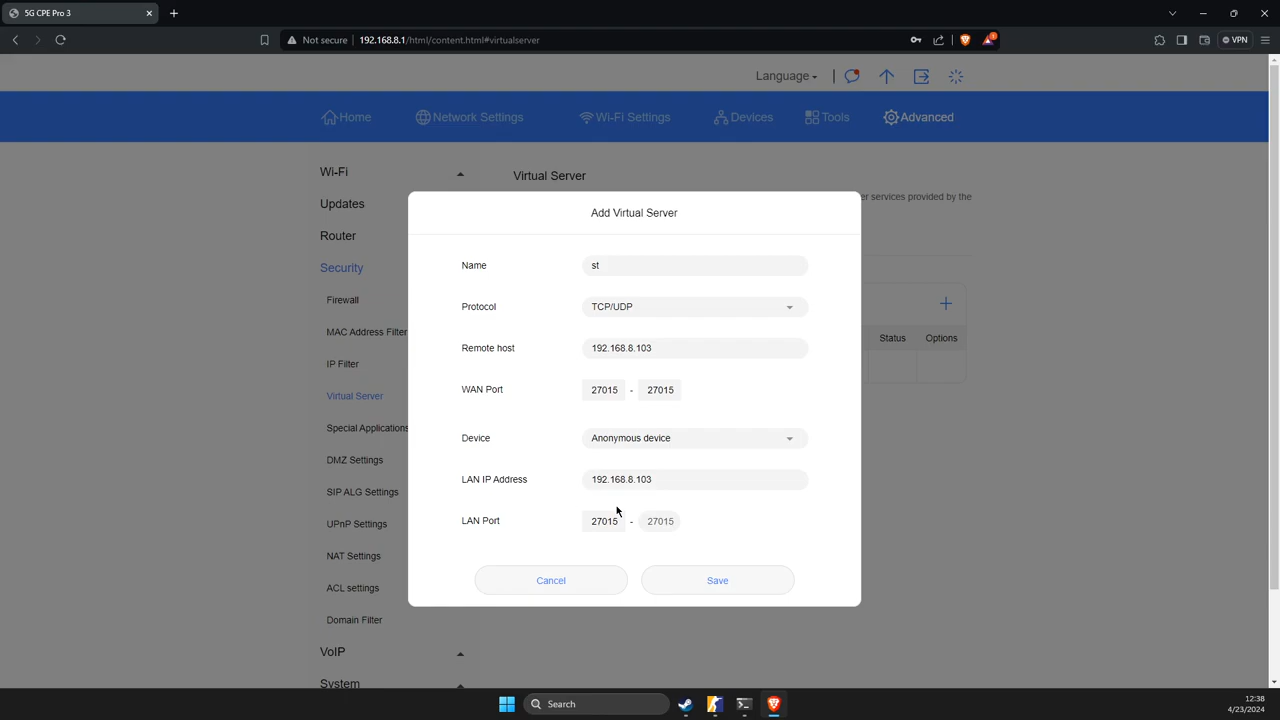 5G CPE Pro 3
Not secure 192.168.8.1/html/content.html#virtualserver VPN
Language
Home Network Settings Wi-Fi Settings Devices Tools Advanced
Wi-Fi
Updates
Router
Security
Firewall
MAC Address Filter
IP Filter
Virtual Server
Special Applications
DMZ Settings
SIP ALG Settings
UPnP Settings
NAT Settings
ACL settings
Domain Filter
VoIP
System
Virtual Server
er services provided by the
Status Options
Add Virtual Server
Name st
Protocol TCP/UDP
Remote host 192.168.8.103
WAN Port 27015 - 27015
Device Anonymous device
LAN IP Address 192.168.8.103
LAN Port 27015 - 27015
Cancel Save
Search
12:38
4/23/2024